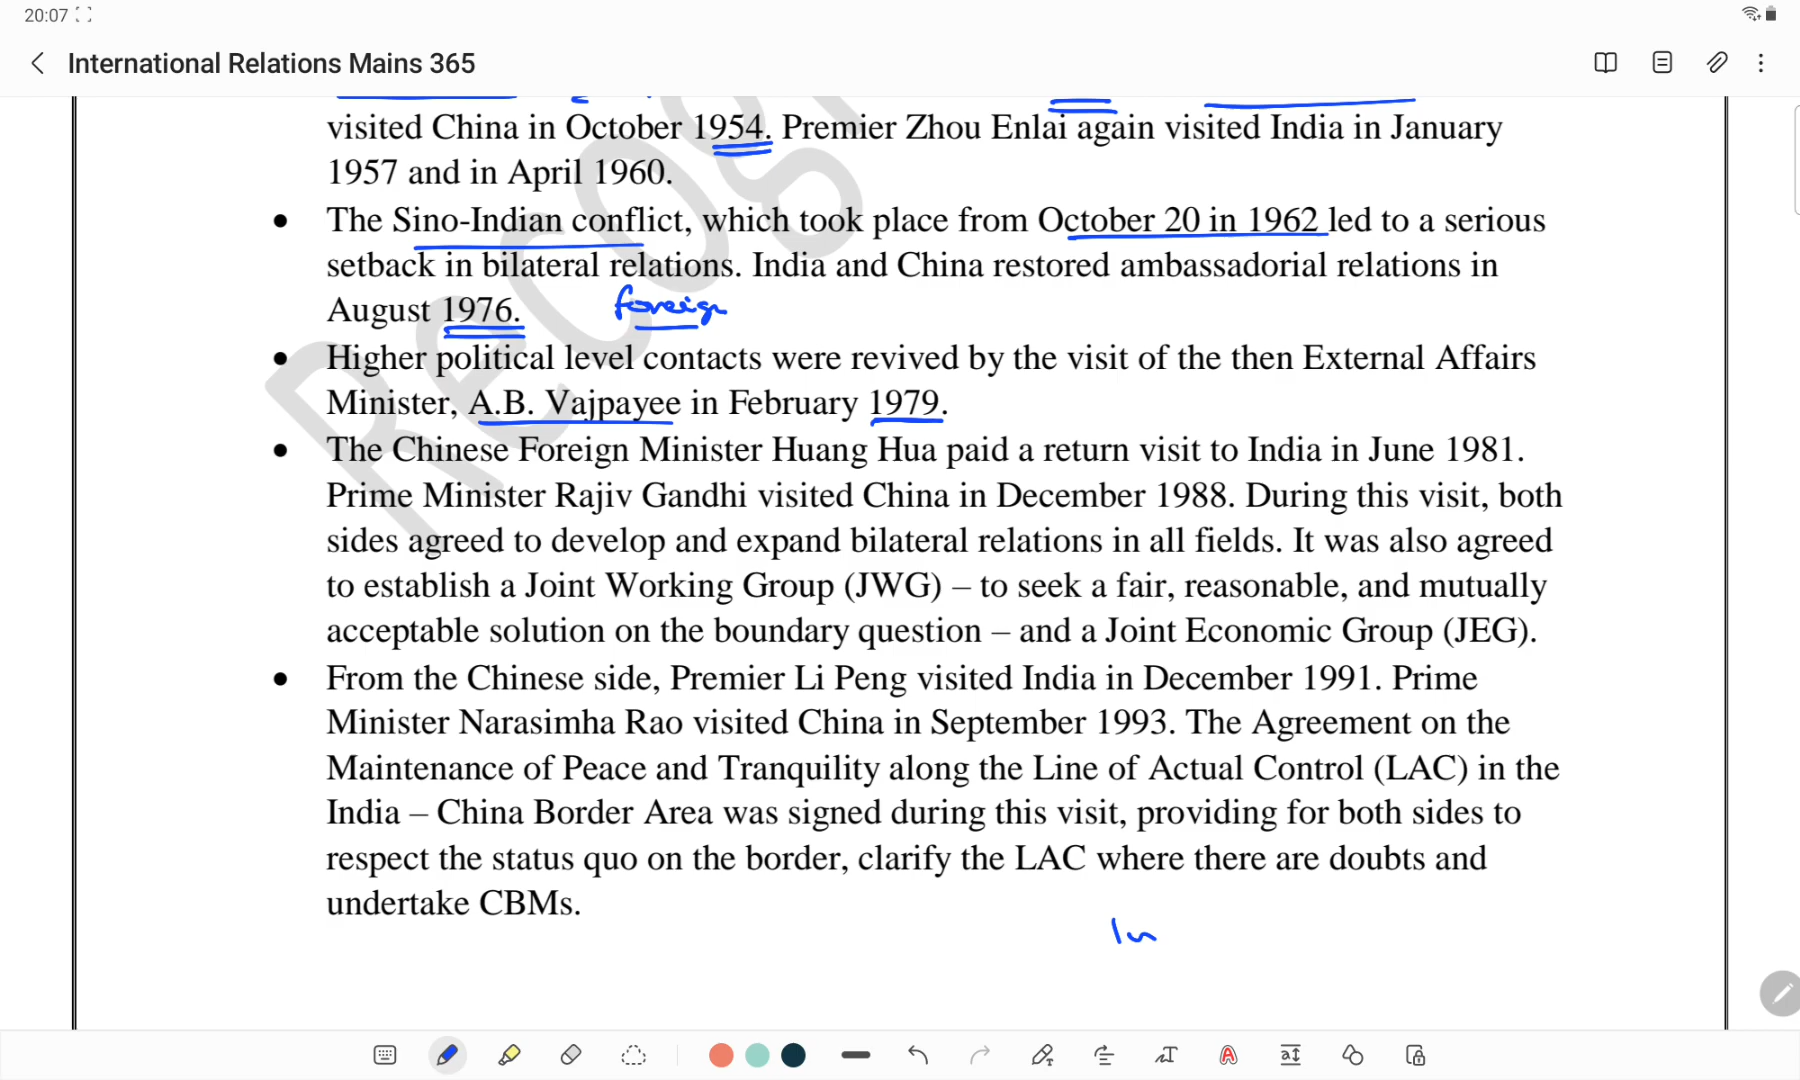 20:07
International Relations Mains 365
visited China in October 1954. Premier Zhou Enlai again visited India in January
1957 and in April 1960.
• The Sino-Indian conflict, which took place from October 20 in 1962 led to a serious
setback in bilateral relations. India and China restored ambassadorial relations in
August 1976. foreign
• Higher political level contacts were revived by the visit of the then External Affairs
Minister, A.B. Vajpayee in February 1979.
• The Chinese Foreign Minister Huang Hua paid a return visit to India in June 1981.
Prime Minister Rajiv Gandhi visited China in December 1988. During this visit, both
sides agreed to develop and expand bilateral relations in all fields. It was also agreed
to establish a Joint Working Group (JWG) – to seek a fair, reasonable, and mutually
acceptable solution on the boundary question – and a Joint Economic Group (JEG).
• From the Chinese side, Premier Li Peng visited India in December 1991. Prime
Minister Narasimha Rao visited China in September 1993. The Agreement on the
Maintenance of Peace and Tranquility along the Line of Actual Control (LAC) in the
India – China Border Area was signed during this visit, providing for both sides to
respect the status quo on the border, clarify the LAC where there are doubts and
undertake CBMs.